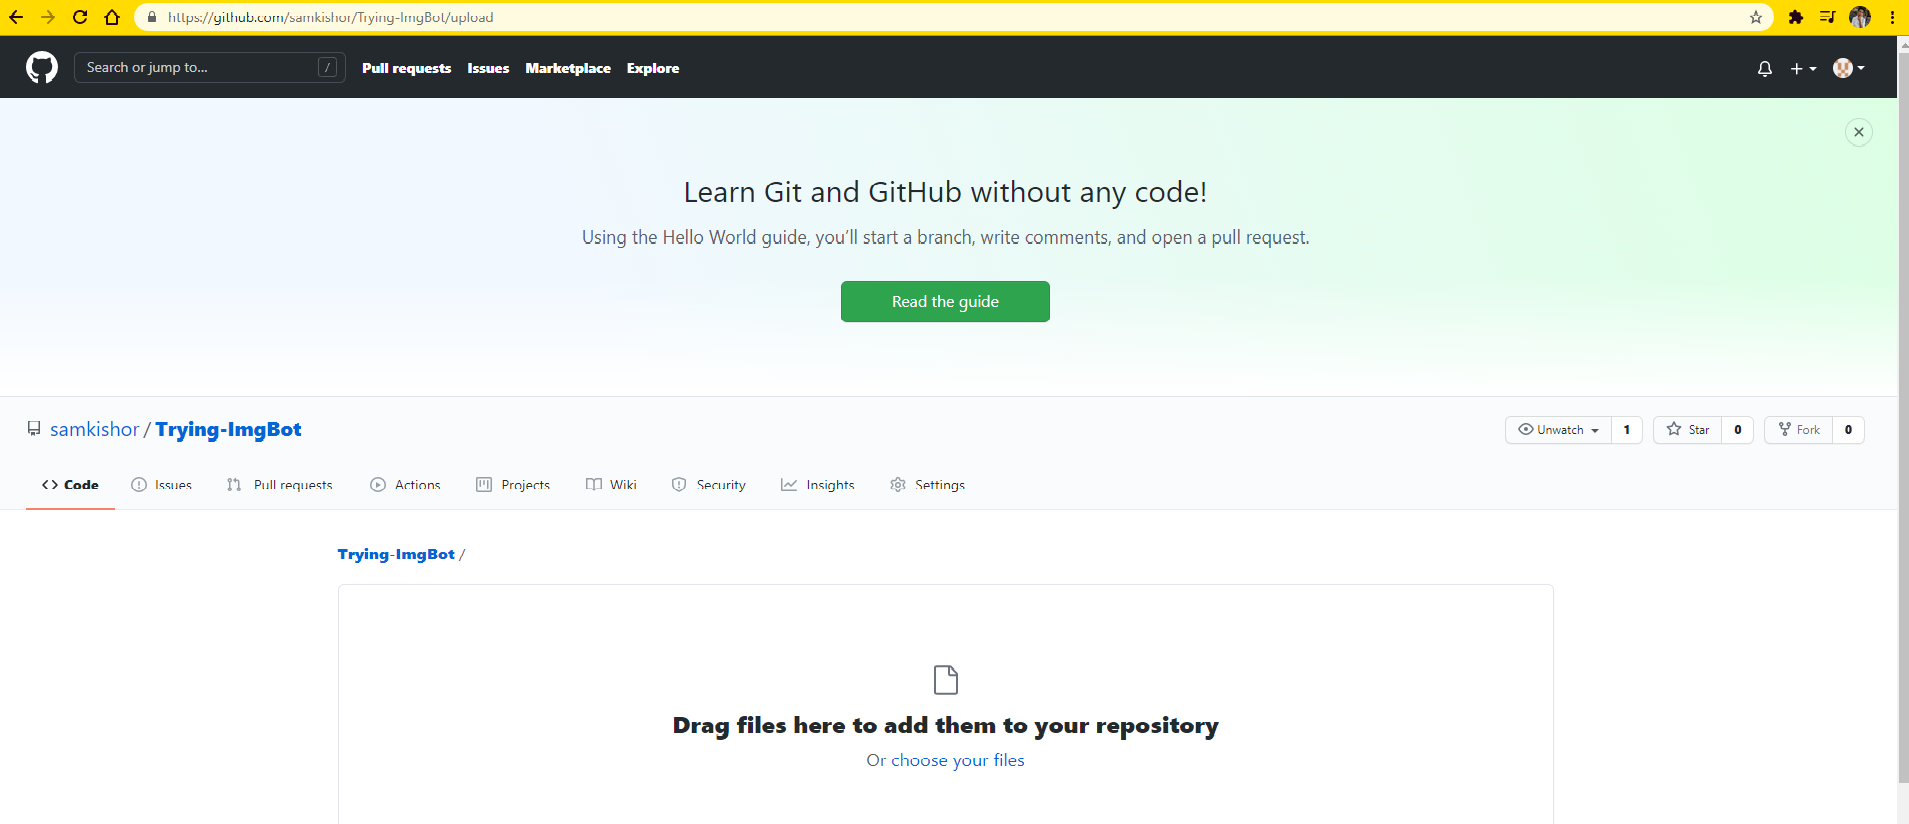 https://github.com/samkishor/Trying-ImgBot/upload
Search or jump to... /
Pull requests Issues Marketplace Explore
Learn Git and GitHub without any code!
Using the Hello World guide, you’ll start a branch, write comments, and open a pull request.
Read the guide
samkishor / Trying-ImgBot
Unwatch 1 Star 0 Fork 0
Code Issues Pull requests Actions Projects Wiki Security Insights Settings
Trying-ImgBot /
Drag files here to add them to your repository
Or choose your files